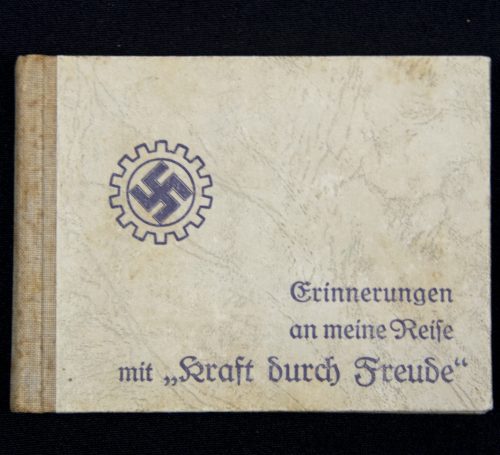 Erinnerungen
an meine Reise
mit „Kraft durch Freude“